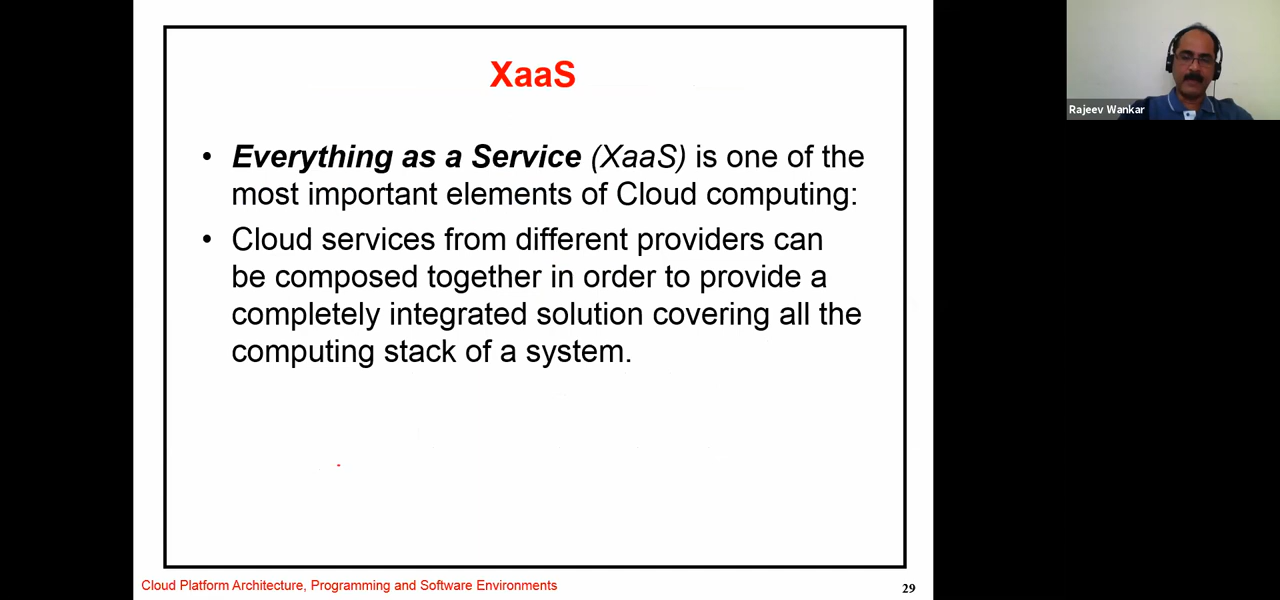 XaaS
Rajeev Wankar
• Everything as a Service (XaaS) is one of the
most important elements of Cloud computing:
• Cloud services from different providers can
be composed together in order to provide a
completely integrated solution covering all the
computing stack of a system.
Cloud Platform Architecture, Programming and Software Environments
29